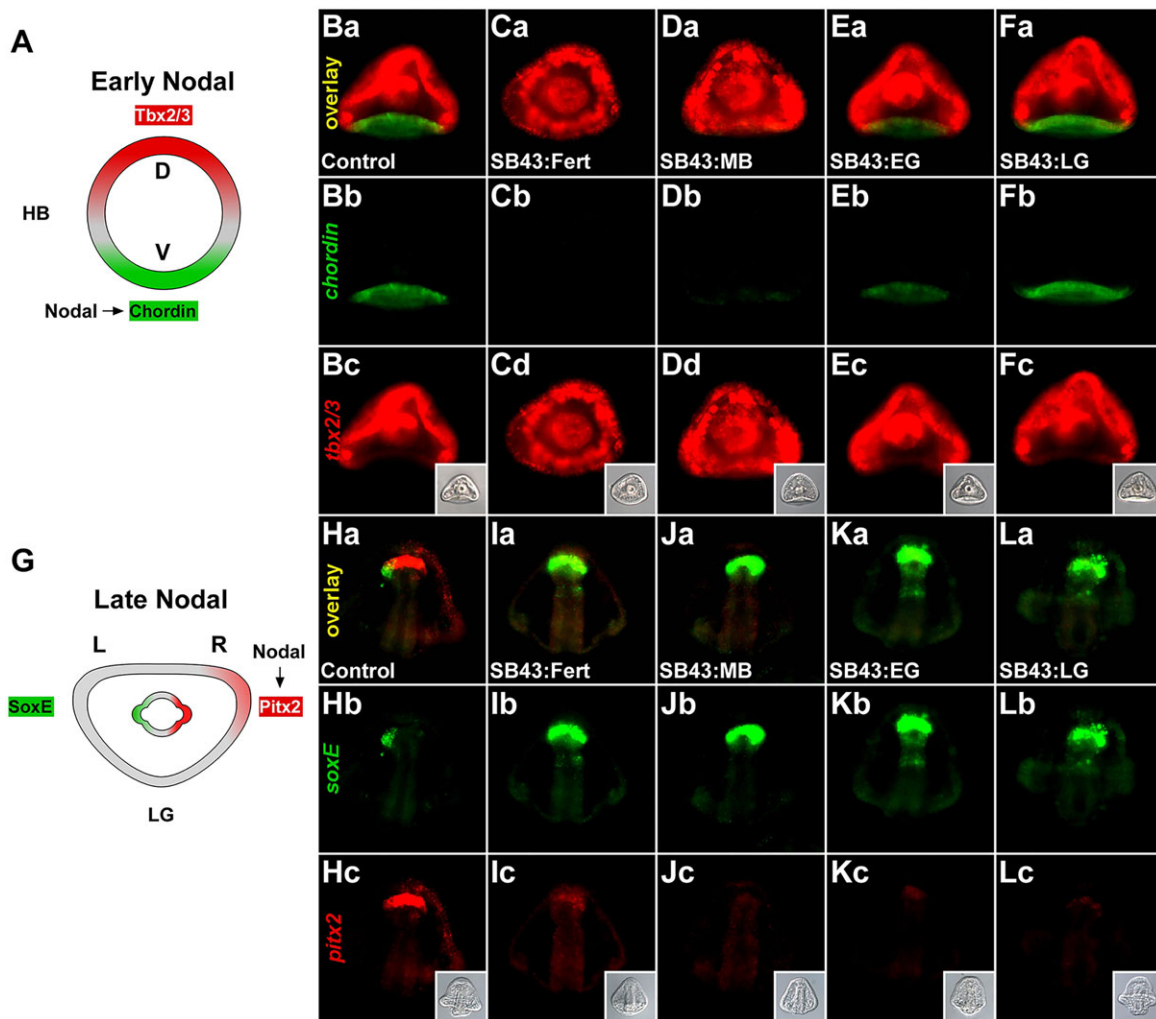 A
Early Nodal
Tbx2/3
D
HB
V
Nodal → Chordin
Ba Ca Da Ea Fa
overlay
Control SB43:Fert SB43:MB SB43:EG SB43:LG
Bb Cb Db Eb Fb
chordin
Bc Cd Dd Ec Fc
tbx2/3
G
Late Nodal
L R
Nodal
SoxE Pitx2
LG
Ha Ia Ja Ka La
overlay
Control SB43:Fert SB43:MB SB43:EG SB43:LG
Hb Ib Jb Kb Lb
soxE
Hc Ic Jc Kc Lc
pitx2